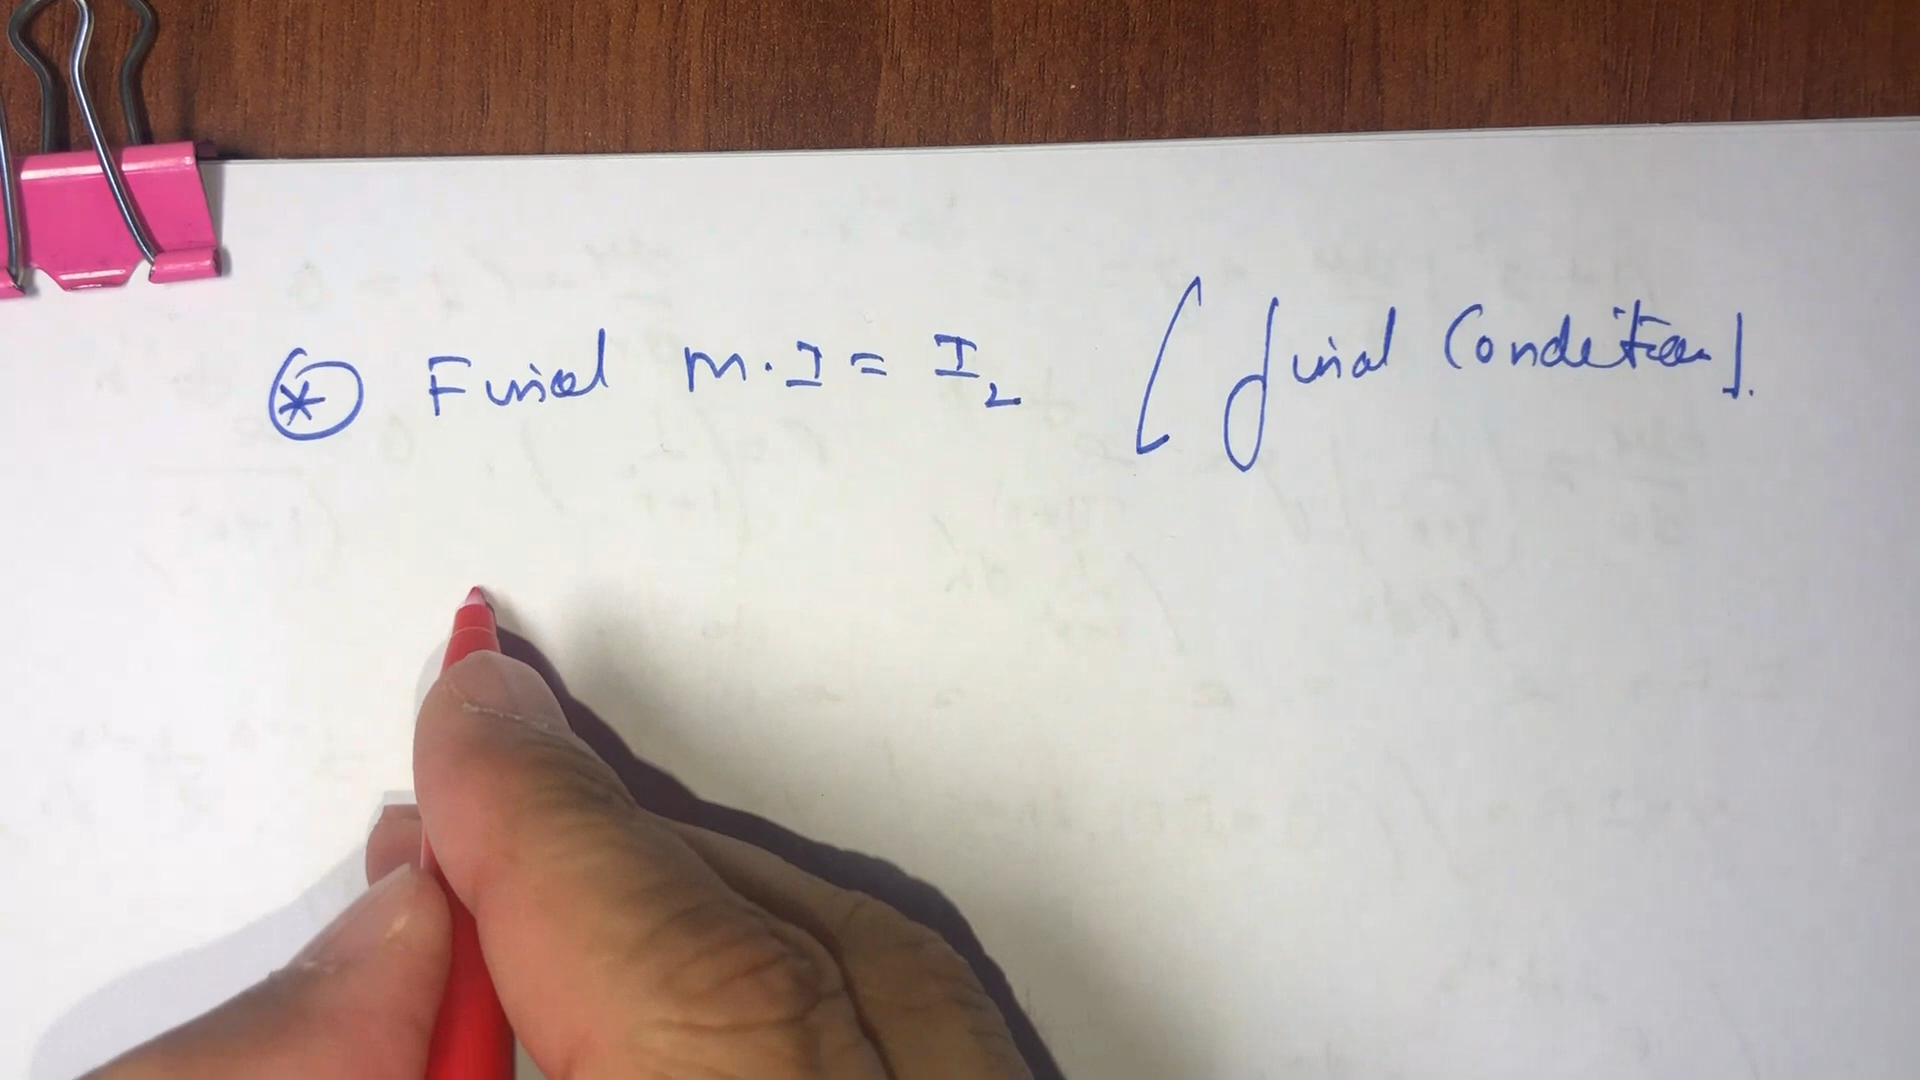 * Final M.I = I₂ [final Condition].